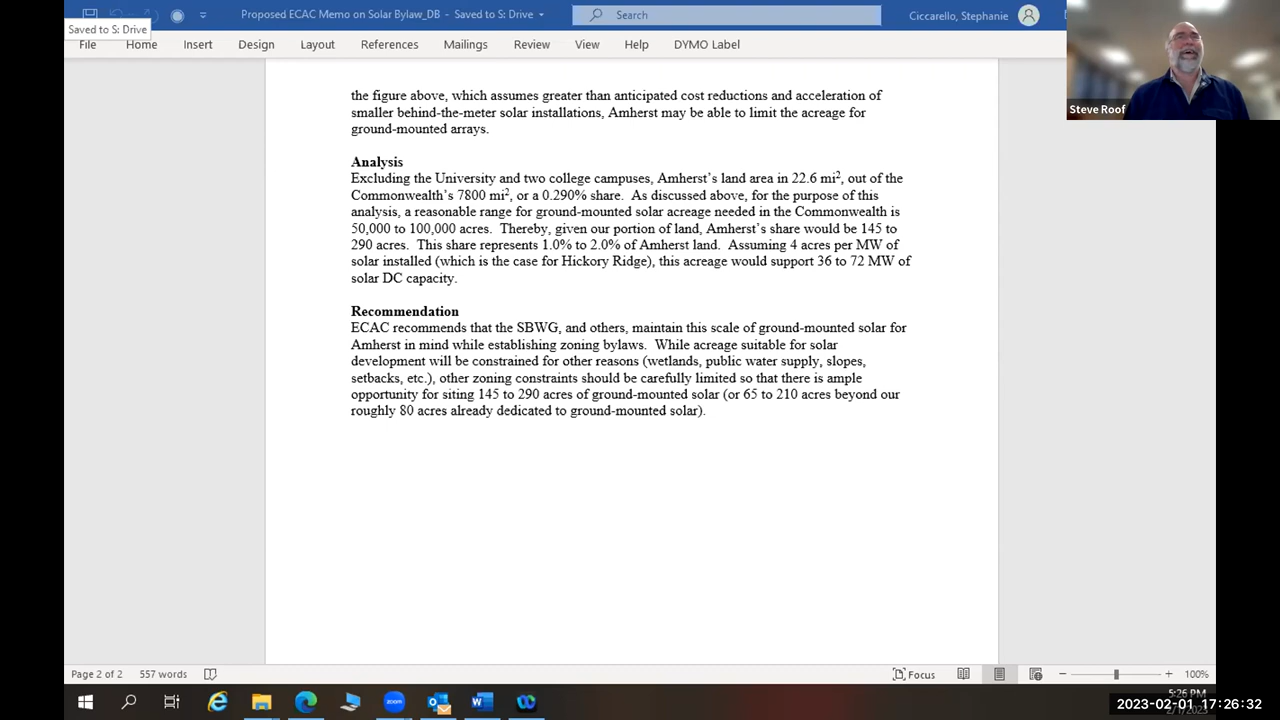 Proposed ECAC Memo on Solar Bylaw_DB - Saved to S: Drive
Search
Ciccarello, Stephanie
Saved to S: Drive
File Home Insert Design Layout References Mailings Review View Help DYMO Label
Steve Roof
the figure above, which assumes greater than anticipated cost reductions and acceleration of
smaller behind-the-meter solar installations, Amherst may be able to limit the acreage for
ground-mounted arrays.
Analysis
Excluding the University and two college campuses, Amherst's land area in 22.6 mi², out of the
Commonwealth's 7800 mi², or a 0.290% share. As discussed above, for the purpose of this
analysis, a reasonable range for ground-mounted solar acreage needed in the Commonwealth is
50,000 to 100,000 acres. Thereby, given our portion of land, Amherst's share would be 145 to
290 acres. This share represents 1.0% to 2.0% of Amherst land. Assuming 4 acres per MW of
solar installed (which is the case for Hickory Ridge), this acreage would support 36 to 72 MW of
solar DC capacity.
Recommendation
ECAC recommends that the SBWG, and others, maintain this scale of ground-mounted solar for
Amherst in mind while establishing zoning bylaws. While acreage suitable for solar
development will be constrained for other reasons (wetlands, public water supply, slopes,
setbacks, etc.), other zoning constraints should be carefully limited so that there is ample
opportunity for siting 145 to 290 acres of ground-mounted solar (or 65 to 210 acres beyond our
roughly 80 acres already dedicated to ground-mounted solar).
Page 2 of 2 557 words
Focus
100%
zoom
5:26 PM
2023-02-01 17:26:32